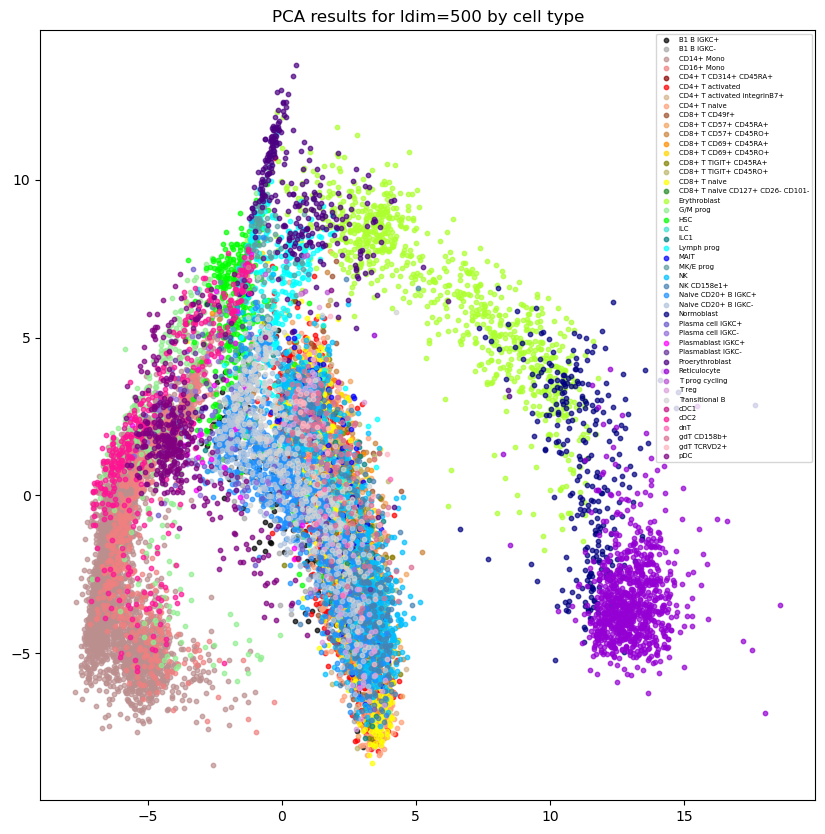 PCA results for ldim=500 by cell type
B1 B IGKC+
B1 B IGKC-
CD14+ Mono
CD16+ Mono
CD4+ T CD314+ CD45RA+
CD4+ T activated
CD4+ T activated integrinB7+
CD4+ T naive
CD8+ T CD49f+
CD8+ T CD57+ CD45RA+
CD8+ T CD57+ CD45RO+
CD8+ T CD69+ CD45RA+
CD8+ T CD69+ CD45RO+
CD8+ T TIGIT+ CD45RA+
CD8+ T TIGIT+ CD45RO+
CD8+ T naive
CD8+ T naive CD127+ CD26- CD101-
Erythroblast
G/M prog
HSC
ILC
ILC1
Lymph prog
MAIT
MK/E prog
NK
NK CD158e1+
Naive CD20+ B IGKC+
Naive CD20+ B IGKC-
Normoblast
Plasma cell IGKC+
Plasma cell IGKC-
Plasmablast IGKC+
Plasmablast IGKC-
Proerythroblast
Reticulocyte
T prog cycling
T reg
Transitional B
cDC1
cDC2
dnT
gdT CD158b+
gdT TCRVD2+
pDC
10
5
0
−5
−5
0
5
10
15